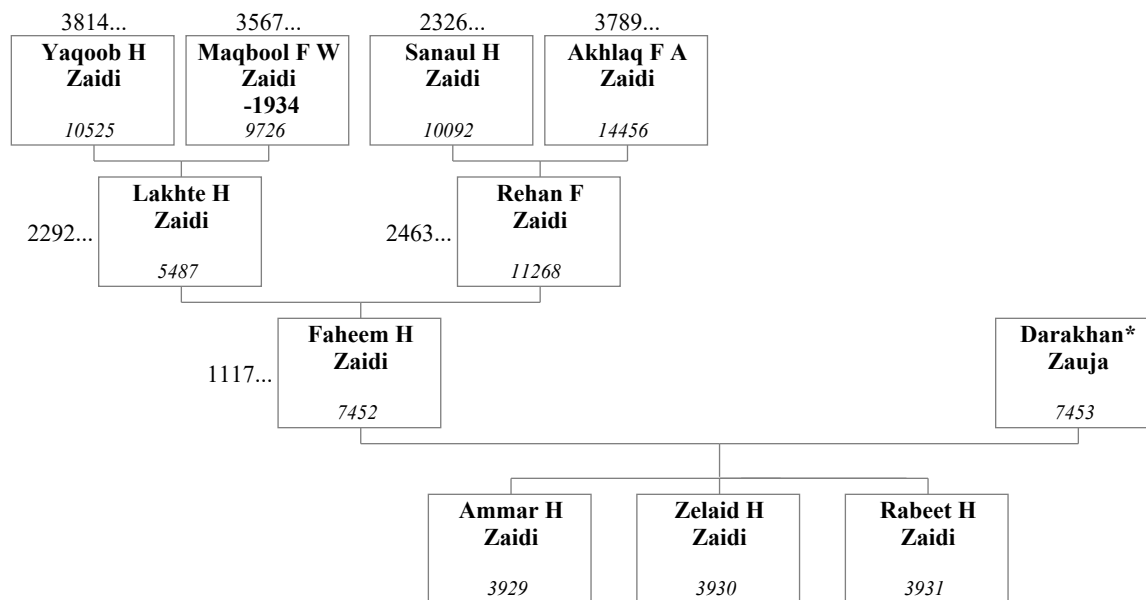 3814... 3567... 2326... 3789...
Yaqoob H
Zaidi
10525
Maqbool F W
Zaidi
-1934
9726
Sanaul H
Zaidi
10092
Akhlaq F A
Zaidi
14456
2292...
Lakhte H
Zaidi
5487
2463...
Rehan F
Zaidi
11268
1117...
Faheem H
Zaidi
7452
Darakhan*
Zauja
7453
Ammar H
Zaidi
3929
Zelaid H
Zaidi
3930
Rabeet H
Zaidi
3931